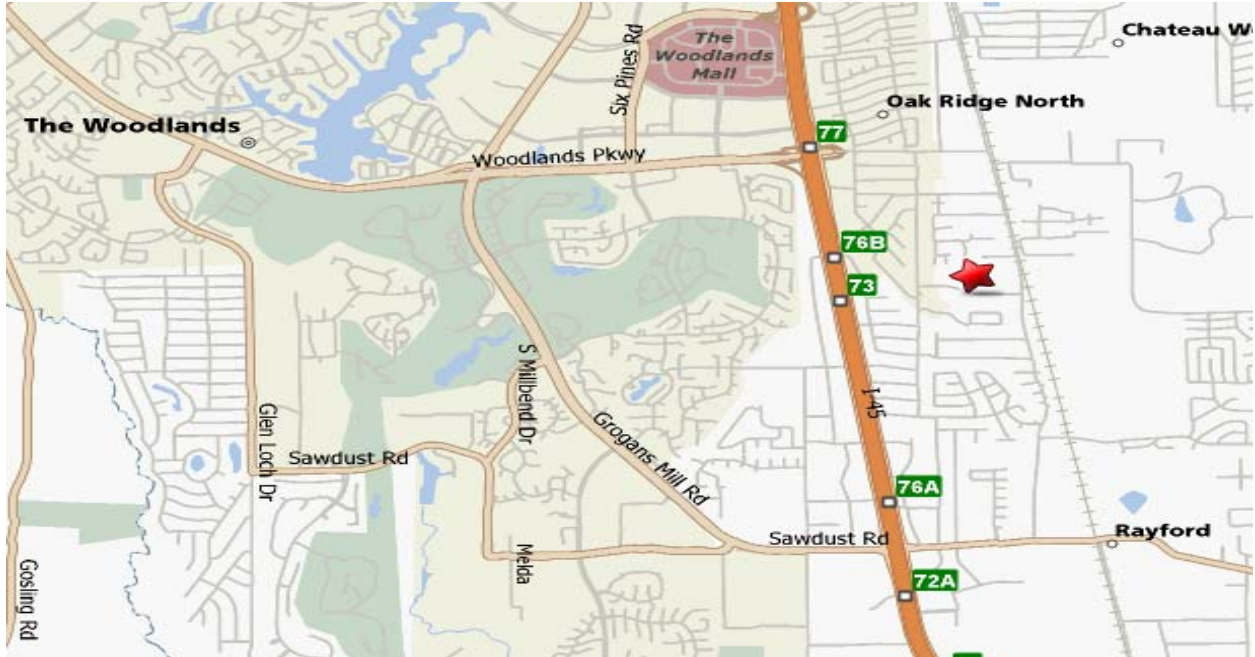 Chateau W
The
Woodlands
Mall
Six Pines Rd
Oak Ridge North
The Woodlands
77
Woodlands Pkwy
76B
73
S Millbend Dr
I-45
Glen Loch Dr
Grogans Mill Rd
Sawdust Rd
76A
Rayford
Sawdust Rd
Melda
Gosling Rd
72A